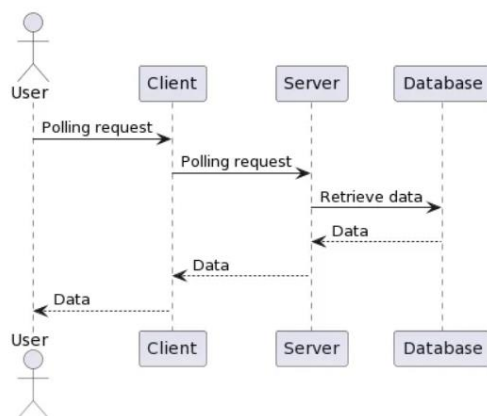 User
Client
Server
Database
Polling request
Polling request
Retrieve data
Data
Data
Data
User
Client
Server
Database